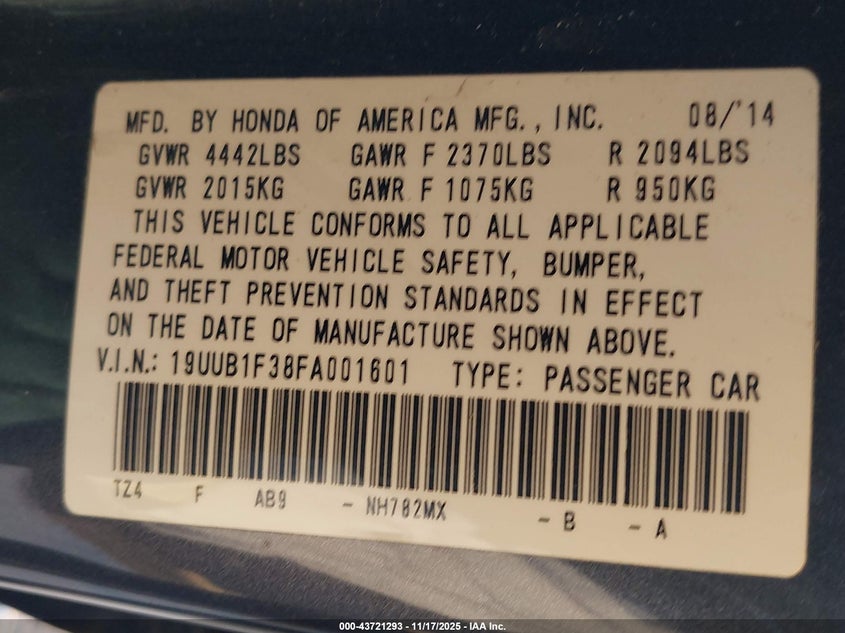 MFD. BY HONDA OF AMERICA MFG., INC. 08/'14
GVWR 4442LBS GAWR F 2370LBS R 2094LBS
GVWR 2015KG GAWR F 1075KG R 950KG
THIS VEHICLE CONFORMS TO ALL APPLICABLE
FEDERAL MOTOR VEHICLE SAFETY, BUMPER,
AND THEFT PREVENTION STANDARDS IN EFFECT
ON THE DATE OF MANUFACTURE SHOWN ABOVE.
V.I.N.: 19UUB1F38FA001601 TYPE: PASSENGER CAR
TZ4 F AB9 - NH782MX - B - A
000-43721293 - 11/17/2025 - IAA Inc.